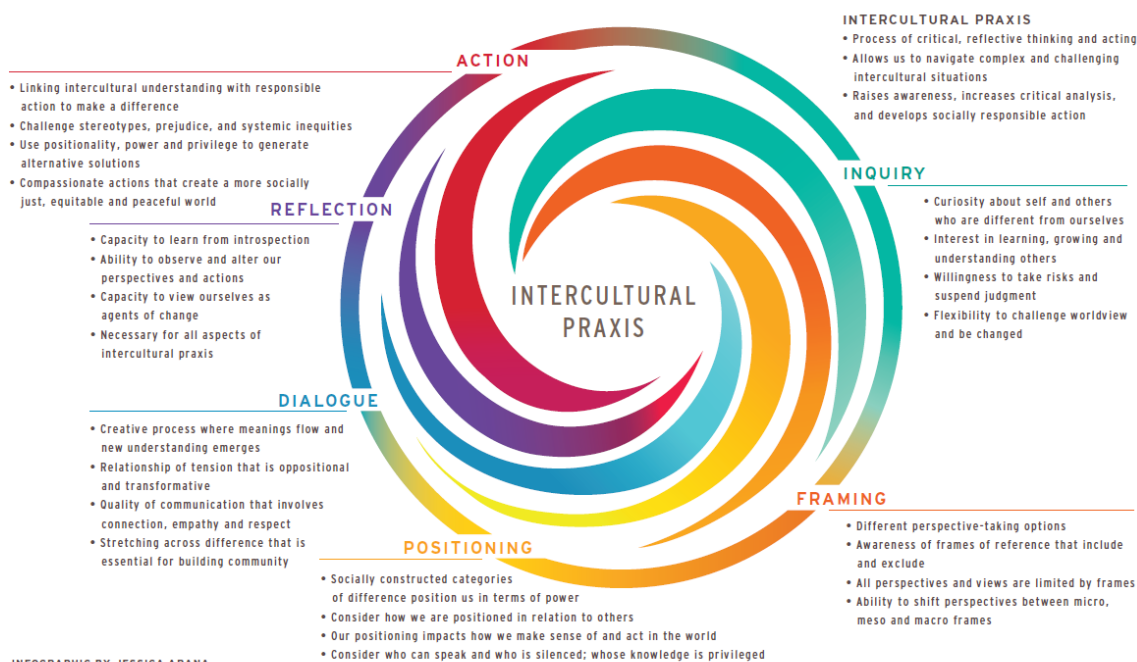 INTERCULTURAL PRAXIS
• Process of critical, reflective thinking and acting
• Allows us to navigate complex and challenging
intercultural situations
• Raises awareness, increases critical analysis,
and develops socially responsible action
ACTION
• Linking intercultural understanding with responsible
action to make a difference
• Challenge stereotypes, prejudice, and systemic inequities
• Use positionality, power and privilege to generate
alternative solutions
• Compassionate actions that create a more socially
just, equitable and peaceful world
INQUIRY
• Curiosity about self and others
who are different from ourselves
• Interest in learning, growing and
understanding others
• Willingness to take risks and
suspend judgment
• Flexibility to challenge worldview
and be changed
REFLECTION
• Capacity to learn from introspection
• Ability to observe and alter our
perspectives and actions
• Capacity to view ourselves as
agents of change
• Necessary for all aspects of
intercultural praxis
INTERCULTURAL
PRAXIS
DIALOGUE
• Creative process where meanings flow and
new understanding emerges
• Relationship of tension that is oppositional
and transformative
• Quality of communication that involves
connection, empathy and respect
• Stretching across difference that is
essential for building community
FRAMING
• Different perspective-taking options
• Awareness of frames of reference that include
and exclude
• All perspectives and views are limited by frames
• Ability to shift perspectives between micro,
meso and macro frames
POSITIONING
• Socially constructed categories
of difference position us in terms of power
• Consider how we are positioned in relation to others
• Our positioning impacts how we make sense of and act in the world
• Consider who can speak and who is silenced; whose knowledge is privileged
INFOGRAPHIC BY JESSICA ARANA